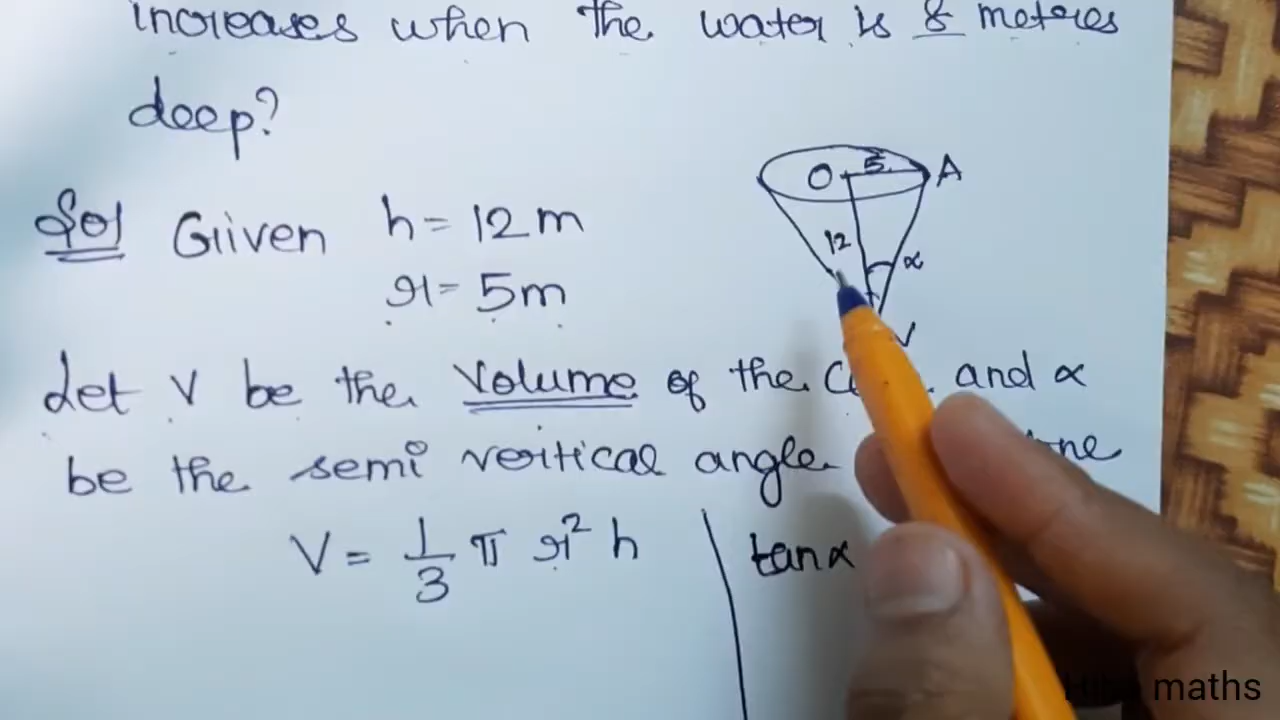 increases when the water is 8 metres
deep?
Sol Given h = 12 m
r = 5m
O 5 A
12 α
V
Let V be the volume of the and α
be the semi vertical angle
V = 1/3 π r² h
tan α
maths